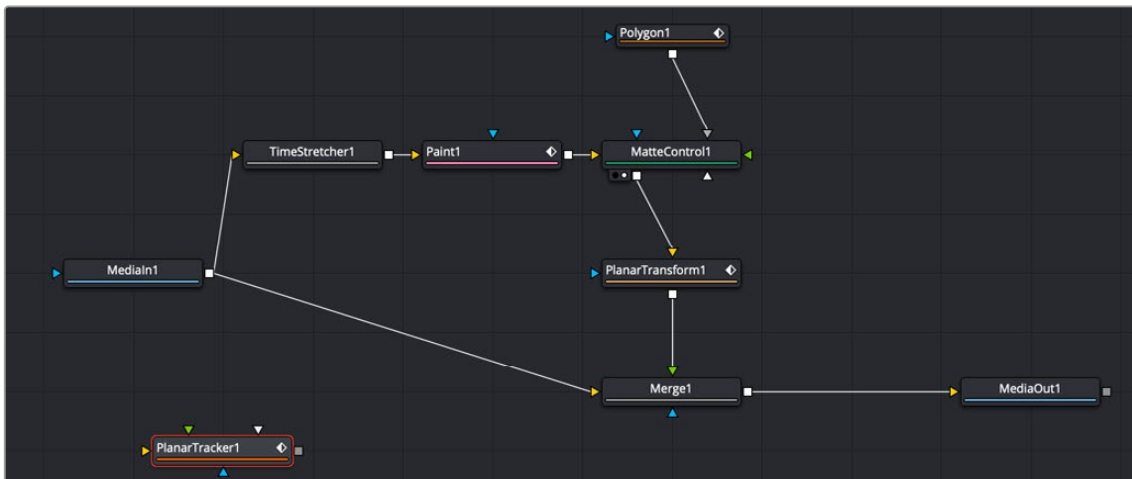 Polygon1
TimeStretcher1
Paint1
MatteControl1
MediaIn1
PlanarTransform1
Merge1
MediaOut1
PlanarTracker1